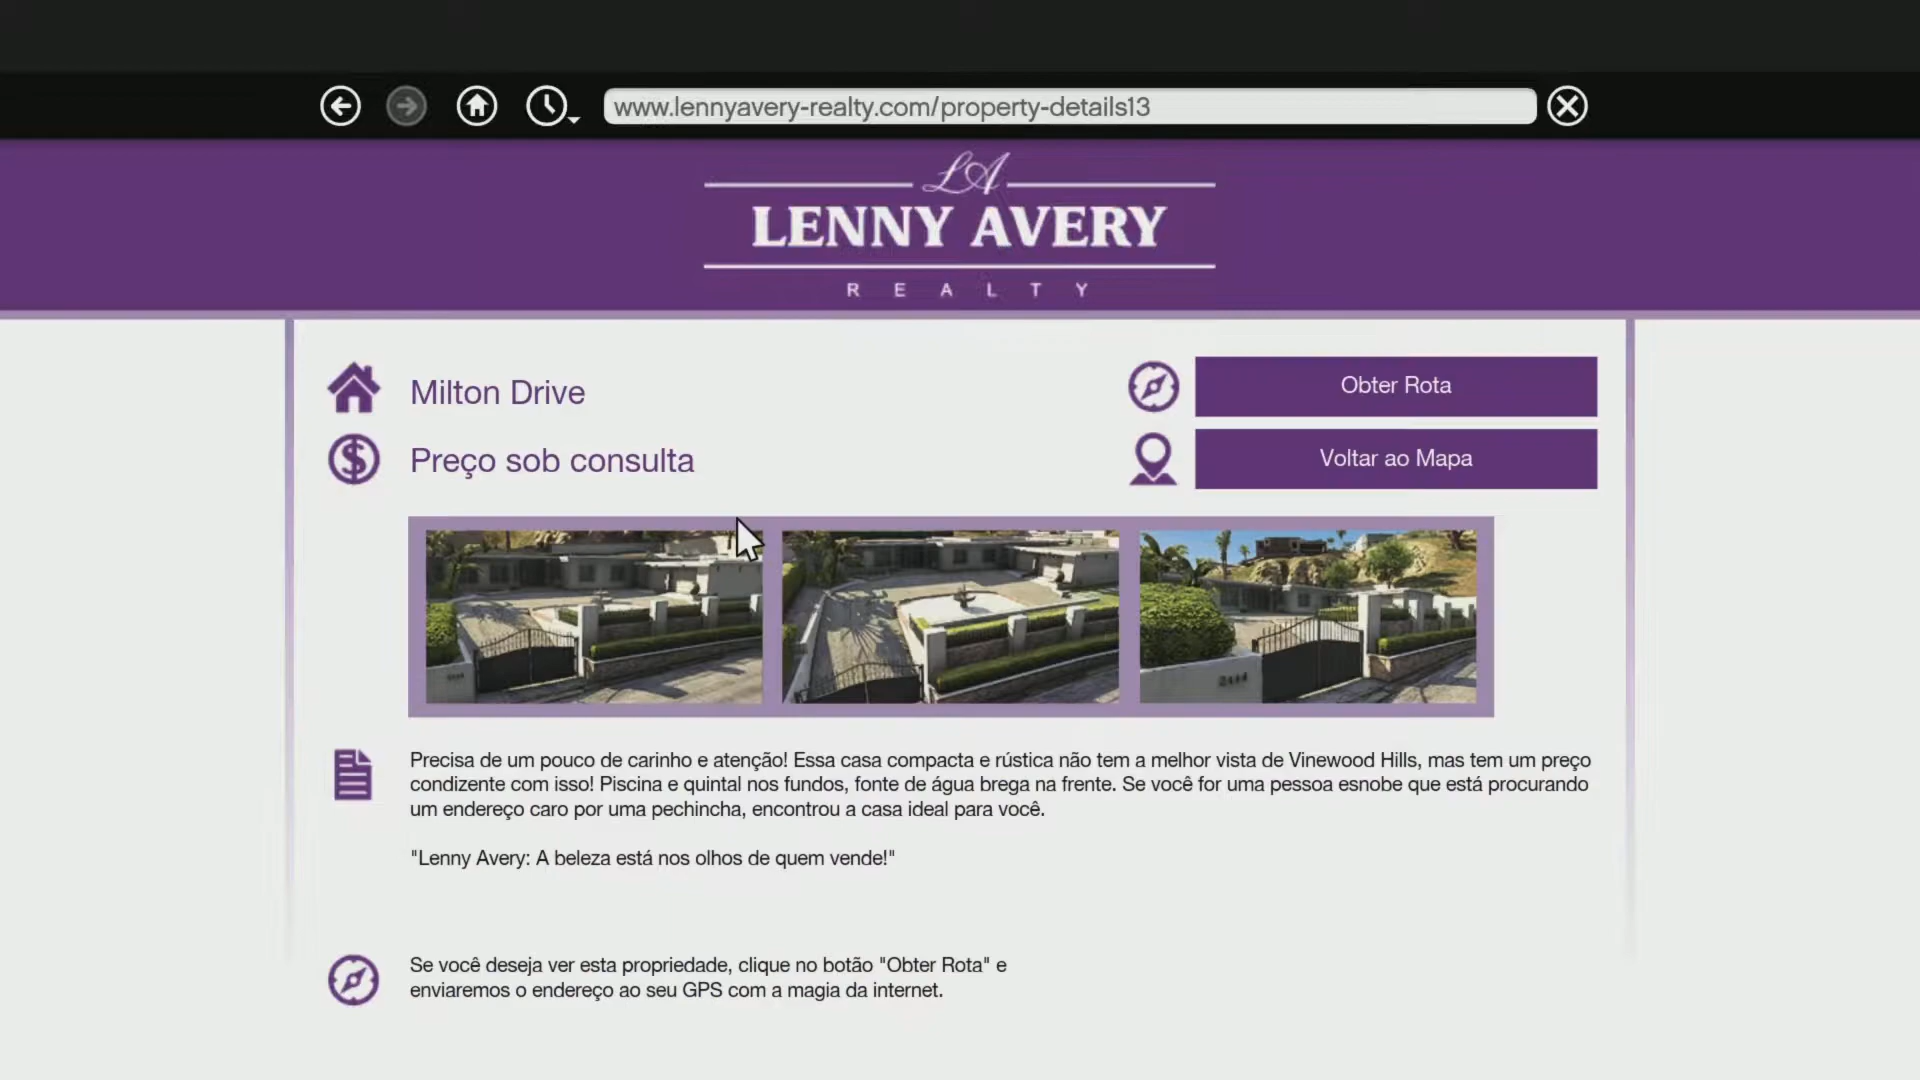 www.lennyavery-realty.com/property-details13
LA
LENNY AVERY
REALTY
Milton Drive
Obter Rota
Preço sob consulta
Voltar ao Mapa
2444
Precisa de um pouco de carinho e atenção! Essa casa compacta e rústica não tem a melhor vista de Vinewood Hills, mas tem um preço
condizente com isso! Piscina e quintal nos fundos, fonte de água brega na frente. Se você for uma pessoa esnobe que está procurando
um endereço caro por uma pechincha, encontrou a casa ideal para você.
"Lenny Avery: A beleza está nos olhos de quem vende!"
Se você deseja ver esta propriedade, clique no botão "Obter Rota" e
enviaremos o endereço ao seu GPS com a magia da internet.